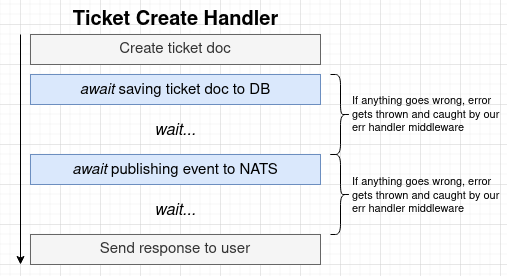 Ticket Create Handler
Create ticket doc
await saving ticket doc to DB
If anything goes wrong, error
gets thrown and caught by our
err handler middleware
wait...
await publishing event to NATS
If anything goes wrong, error
gets thrown and caught by our
err handler middleware
wait...
Send response to user